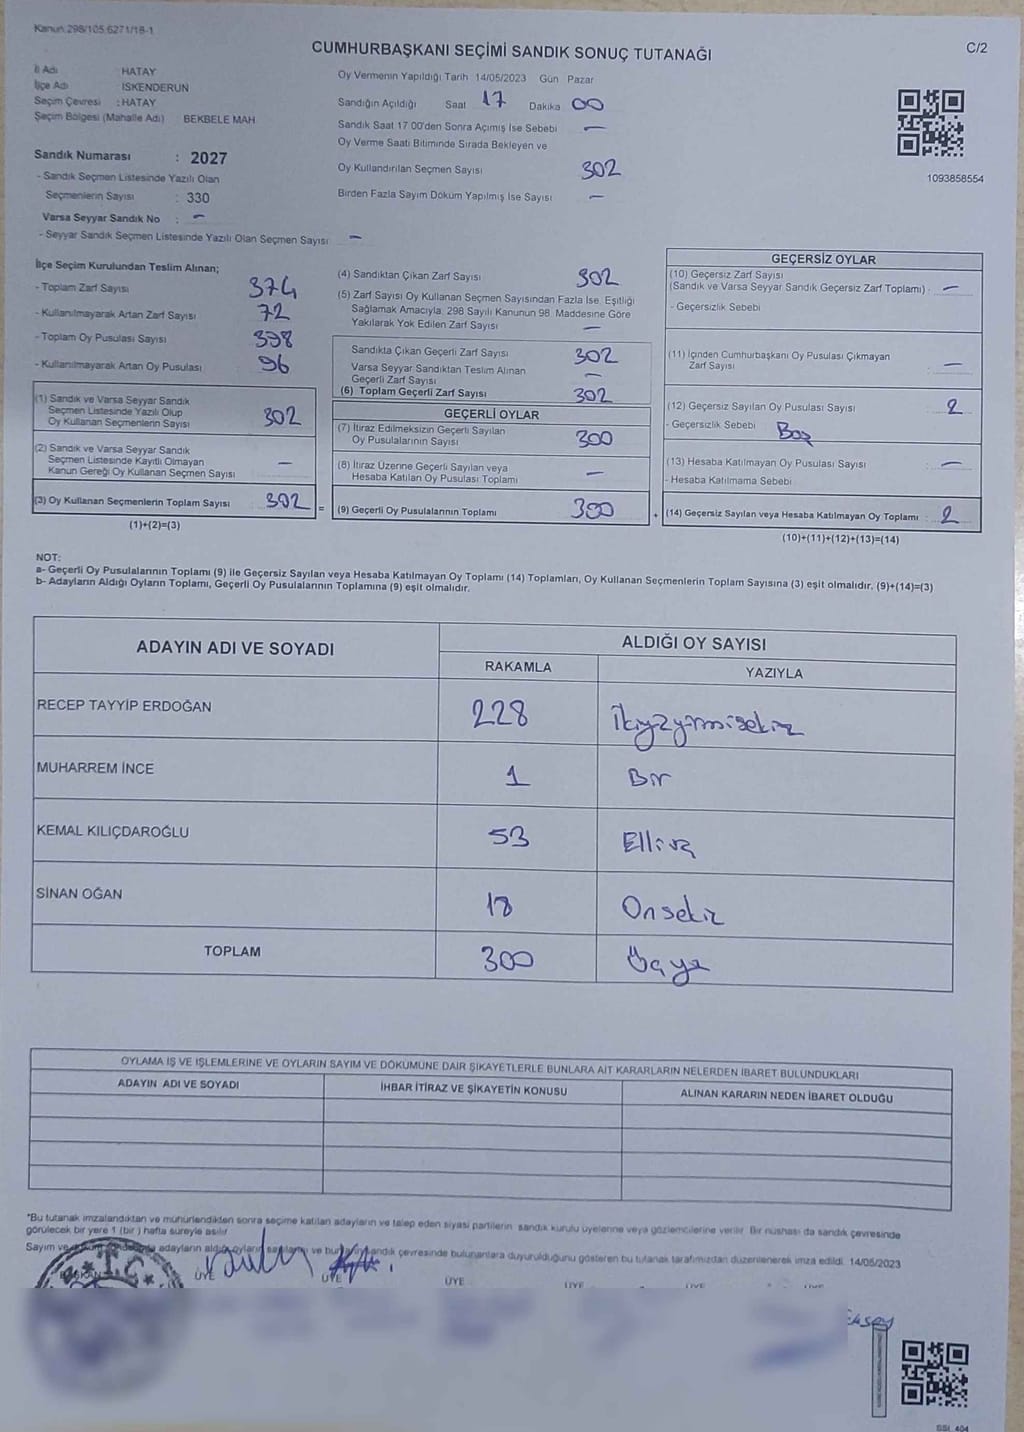 Kanun:298/105,6271/18-1
CUMHURBAŞKANI SEÇİMİ SANDIK SONUÇ TUTANAĞI
C/2
İl Adı : HATAY
İlçe Adı : İSKENDERUN
Seçim Çevresi : HATAY
Seçim Bölgesi (Mahalle Adı) BEKBELE MAH
Sandık Numarası : 2027
- Sandık Seçmen Listesinde Yazılı Olan
Seçmenlerin Sayısı : 330
Varsa Seyyar Sandık No : -
- Seyyar Sandık Seçmen Listesinde Yazılı Olan Seçmen Sayısı -
Oy Vermenin Yapıldığı Tarih 14/05/2023 Gün Pazar
Sandığın Açıldığı Saat 17 Dakika 00
Sandık Saat 17:00'den Sonra Açılmış İse Sebebi -
Oy Verme Saati Bitiminde Sırada Bekleyen ve
Oy Kullandırılan Seçmen Sayısı 302
Birden Fazla Sayım Döküm Yapılmış İse Sayısı -
1093858554
İlçe Seçim Kurulundan Teslim Alınan;
- Toplam Zarf Sayısı 374
- Kullanılmayarak Artan Zarf Sayısı 72
- Toplam Oy Pusulası Sayısı 398
- Kullanılmayarak Artan Oy Pusulası 96
(1) Sandık ve Varsa Seyyar Sandık
Seçmen Listesinde Yazılı Olup
Oy Kullanan Seçmenlerin Sayısı 302
(2) Sandık ve Varsa Seyyar Sandık
Seçmen Listesinde Kayıtlı Olmayan
Kanun Gereği Oy Kullanan Seçmen Sayısı -
(3) Oy Kullanan Seçmenlerin Toplam Sayısı 302 =
(1)+(2)=(3)
(4) Sandıktan Çıkan Zarf Sayısı 302
(5) Zarf Sayısı Oy Kullanan Seçmen Sayısından Fazla İse, Eşitliği
Sağlamak Amacıyla, 298 Sayılı Kanunun 98. Maddesine Göre
Yakılarak Yok Edilen Zarf Sayısı -
Sandıkta Çıkan Geçerli Zarf Sayısı 302
Varsa Seyyar Sandıktan Teslim Alınan
Geçerli Zarf Sayısı -
(6) Toplam Geçerli Zarf Sayısı 302
GEÇERLİ OYLAR
(7) İtiraz Edilmeksizin Geçerli Sayılan
Oy Pusulalarının Sayısı 300
(8) İtiraz Üzerine Geçerli Sayılan veya
Hesaba Katılan Oy Pusulası Toplamı -
(9) Geçerli Oy Pusulalarının Toplamı 300 +
GEÇERSİZ OYLAR
(10) Geçersiz Zarf Sayısı
(Sandık ve Varsa Seyyar Sandık Geçersiz Zarf Toplamı) : -
- Geçersizlik Sebebi
(11) İçinden Cumhurbaşkanı Oy Pusulası Çıkmayan
Zarf Sayısı -
(12) Geçersiz Sayılan Oy Pusulası Sayısı 2
- Geçersizlik Sebebi Boş
(13) Hesaba Katılmayan Oy Pusulası Sayısı -
- Hesaba Katılmama Sebebi
(14) Geçersiz Sayılan veya Hesaba Katılmayan Oy Toplamı : 2
(10)+(11)+(12)+(13)=(14)
NOT:
a- Geçerli Oy Pusulalarının Toplamı (9) ile Geçersiz Sayılan veya Hesaba Katılmayan Oy Toplamı (14) Toplamları, Oy Kullanan Seçmenlerin Toplam Sayısına (3) eşit olmalıdır. (9)+(14)=(3)
b- Adayların Aldığı Oyların Toplamı, Geçerli Oy Pusulalarının Toplamına (9) eşit olmalıdır.
ADAYIN ADI VE SOYADI
ALDIĞI OY SAYISI
RAKAMLA YAZIYLA
RECEP TAYYİP ERDOĞAN 228 İkiyüzyirmisekiz
MUHARREM İNCE 1 Bir
KEMAL KILIÇDAROĞLU 53 Elliüç
SİNAN OĞAN 18 Onsekiz
TOPLAM 300 Üçyüz
OYLAMA İŞ VE İŞLEMLERİNE VE OYLARIN SAYIM VE DÖKÜMÜNE DAİR ŞİKAYETLERLE BUNLARA AİT KARARLARIN NELERDEN İBARET BULUNDUKLARI
ADAYIN ADI VE SOYADI İHBAR İTİRAZ VE ŞİKAYETİN KONUSU ALINAN KARARIN NEDEN İBARET OLDUĞU
*Bu tutanak imzalandıktan ve mühürlendikten sonra seçime katılan adayların ve talep eden siyasi partilerin sandık kurulu üyelerine veya gözlemcilerine verilir. Bir nüshası da sandık çevresinde
görülecek bir yere 1 (bir) hafta süreyle asılır.
Sayım ve adayların aldığı oyların ve sandık çevresinde bulunanlara duyurulduğunu gösteren bu tutanak tarafımızdan düzenlenerek imza edildi. 14/05/2023
BAŞKAN ÜYE ÜYE ÜYE ÜYE ÜYE
T.C.